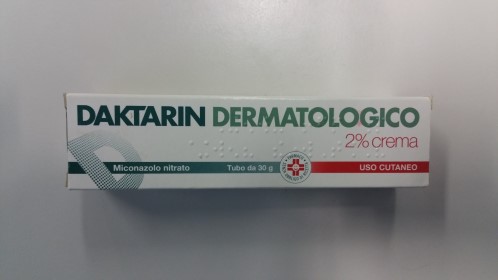 DAKTARIN DERMATOLOGICO
2% crema
Miconazolo nitrato Tubo da 30 g USO CUTANEO